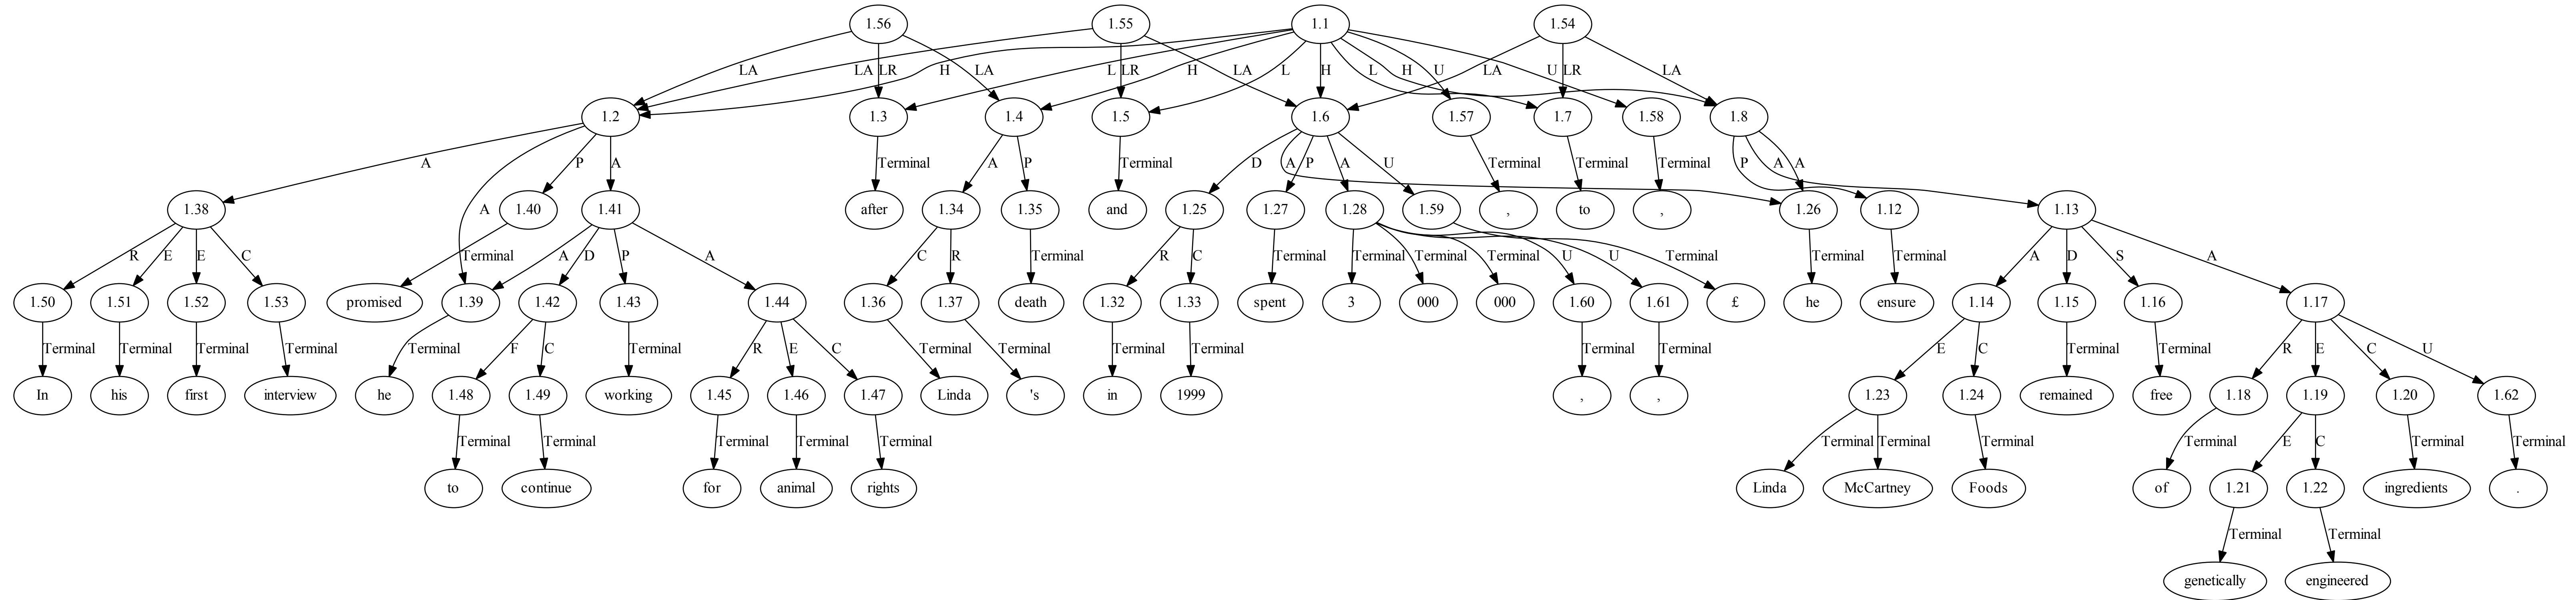 1.56 1.55 1.1 1.54
LA LR LA LA LR LA H L H L H L H U U LA LR LA
1.2 1.3 1.4 1.5 1.6 1.57 1.7 1.58 1.8
A A P A Terminal A P Terminal D A P A U Terminal Terminal Terminal P A A
1.38 1.40 1.41 after 1.34 1.35 and 1.25 1.27 1.28 1.59 , to , 1.26 1.12 1.13
R E E C Terminal A D P A C R Terminal R C Terminal Terminal Terminal Terminal U U Terminal Terminal Terminal A D S A
1.50 1.51 1.52 1.53 promised 1.39 1.42 1.43 1.44 1.36 1.37 death 1.32 1.33 spent 3 000 000 1.60 1.61 £ he ensure 1.14 1.15 1.16 1.17
Terminal Terminal Terminal Terminal Terminal F C Terminal R E C Terminal Terminal Terminal Terminal Terminal Terminal E C Terminal Terminal R E C U
In his first interview he 1.48 1.49 working 1.45 1.46 1.47 Linda 's in 1999 , , 1.23 1.24 remained free 1.18 1.19 1.20 1.62
Terminal Terminal Terminal Terminal Terminal Terminal Terminal Terminal Terminal E C Terminal Terminal
to continue for animal rights Linda McCartney Foods of 1.21 1.22 ingredients .
Terminal Terminal
genetically engineered